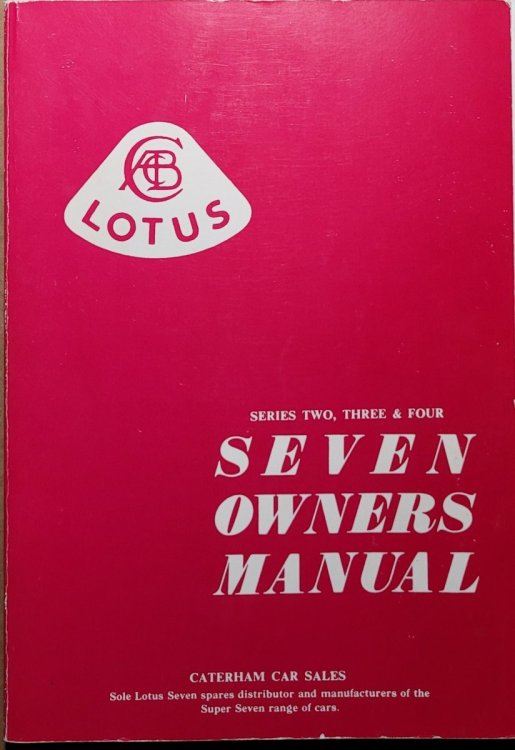 ACBC
LOTUS
SERIES TWO, THREE & FOUR
SEVEN
OWNERS
MANUAL
CATERHAM CAR SALES
Sole Lotus Seven spares distributor and manufacturers of the
Super Seven range of cars.